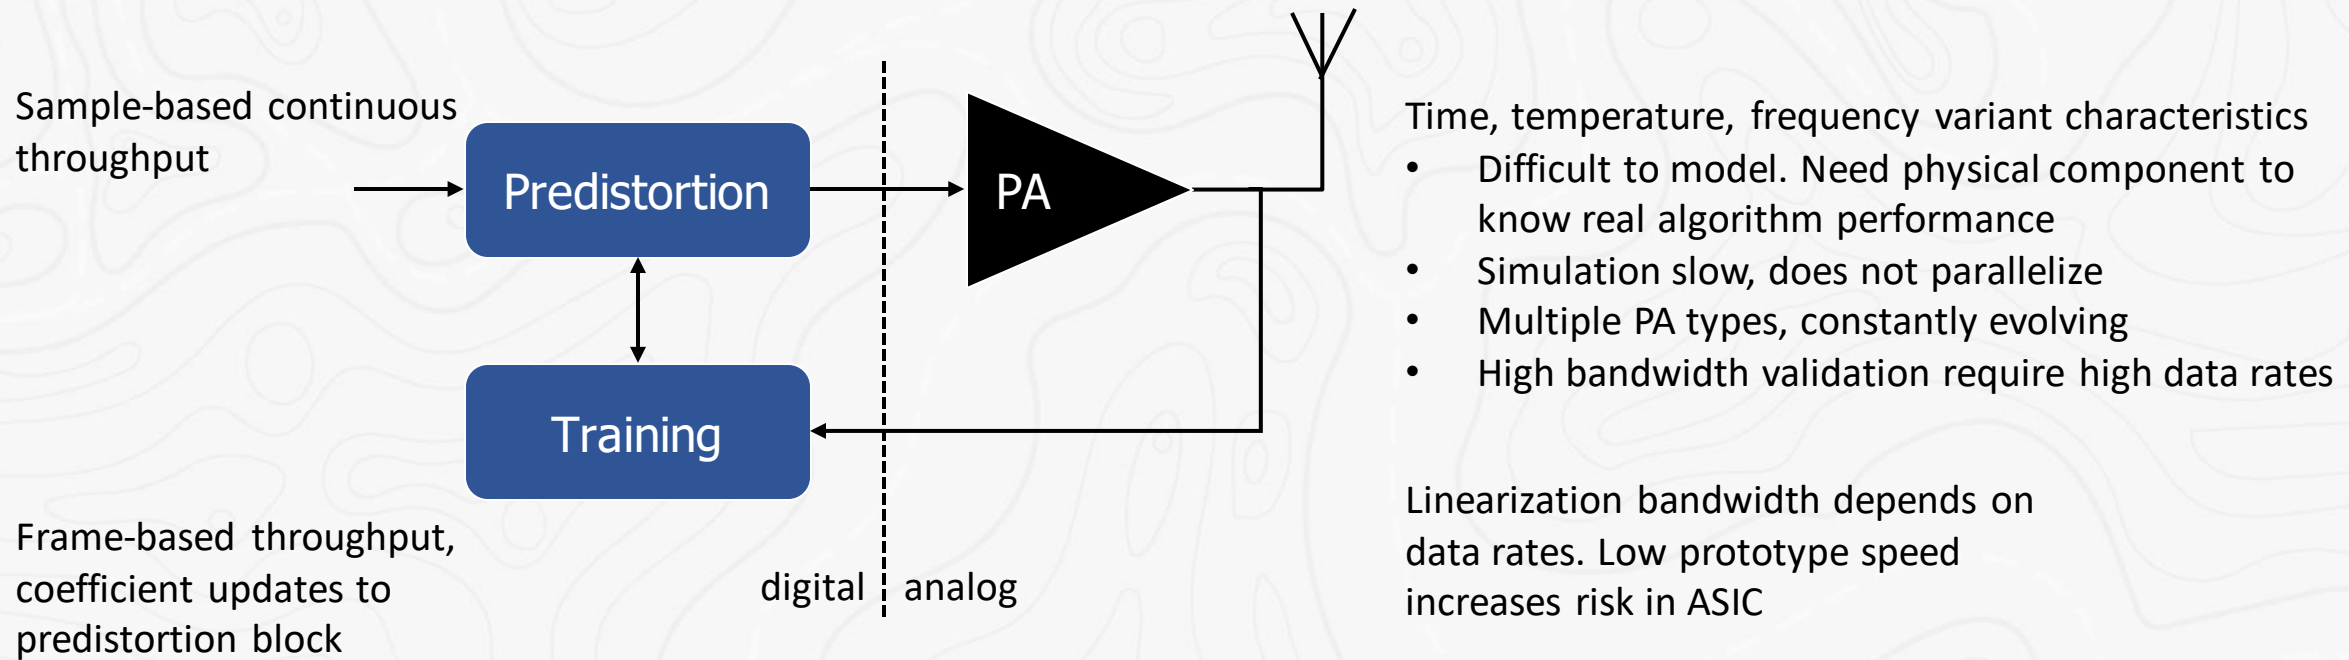 Sample-based continuous
throughput
Predistortion
PA
Training
Frame-based throughput,
coefficient updates to
predistortion block
digital
analog
Time, temperature, frequency variant characteristics
• Difficult to model. Need physical component to
know real algorithm performance
• Simulation slow, does not parallelize
• Multiple PA types, constantly evolving
• High bandwidth validation require high data rates
Linearization bandwidth depends on
data rates. Low prototype speed
increases risk in ASIC